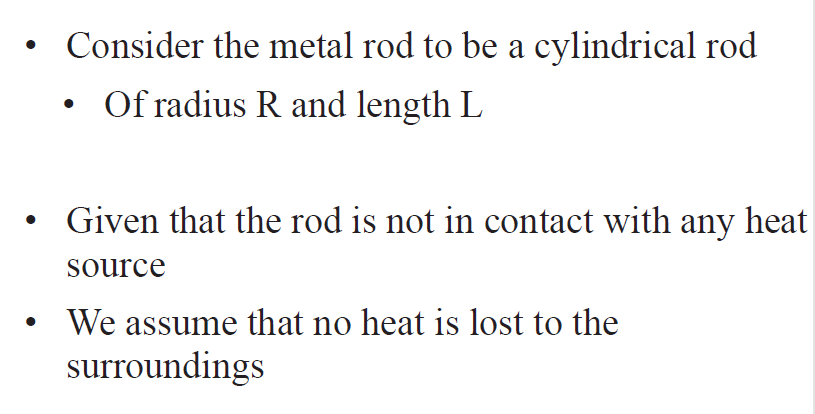 • Consider the metal rod to be a cylindrical rod
• Of radius R and length L
• Given that the rod is not in contact with any heat
source
• We assume that no heat is lost to the
surroundings